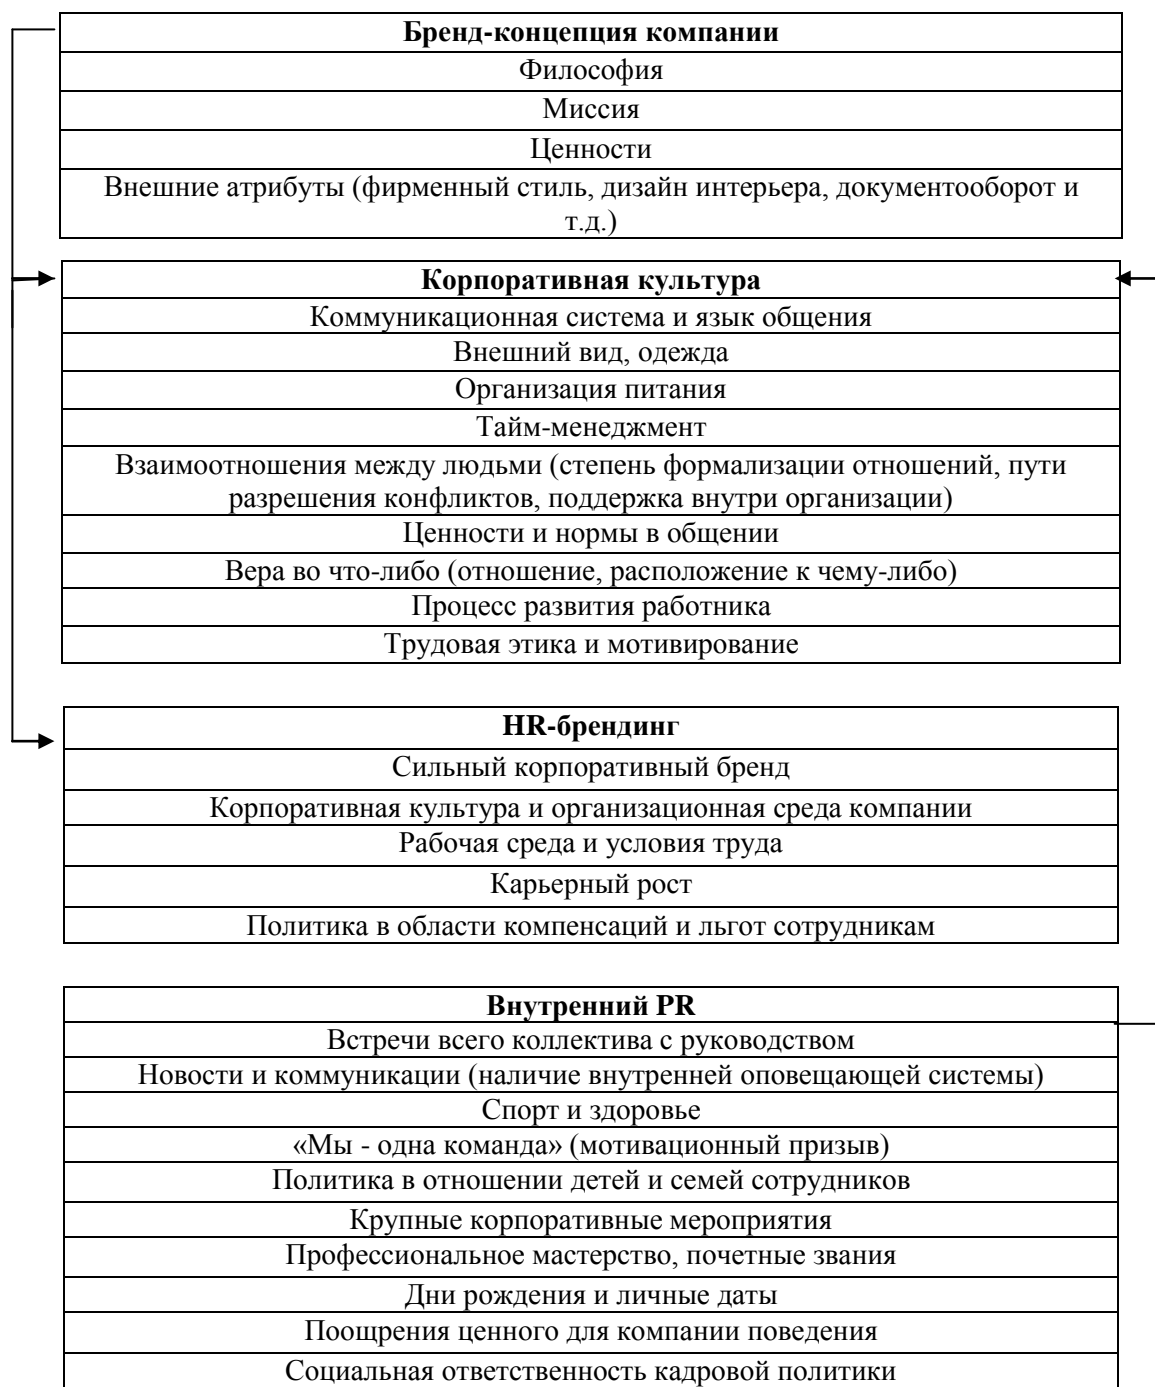 Бренд-концепция компании
Философия
Миссия
Ценности
Внешние атрибуты (фирменный стиль, дизайн интерьера, документооборот и
т.д.)
Корпоративная культура
Коммуникационная система и язык общения
Внешний вид, одежда
Организация питания
Тайм-менеджмент
Взаимоотношения между людьми (степень формализации отношений, пути
разрешения конфликтов, поддержка внутри организации)
Ценности и нормы в общении
Вера во что-либо (отношение, расположение к чему-либо)
Процесс развития работника
Трудовая этика и мотивирование
HR-брендинг
Сильный корпоративный бренд
Корпоративная культура и организационная среда компании
Рабочая среда и условия труда
Карьерный рост
Политика в области компенсаций и льгот сотрудникам
Внутренний PR
Встречи всего коллектива с руководством
Новости и коммуникации (наличие внутренней оповещающей системы)
Спорт и здоровье
«Мы - одна команда» (мотивационный призыв)
Политика в отношении детей и семей сотрудников
Крупные корпоративные мероприятия
Профессиональное мастерство, почетные звания
Дни рождения и личные даты
Поощрения ценного для компании поведения
Социальная ответственность кадровой политики